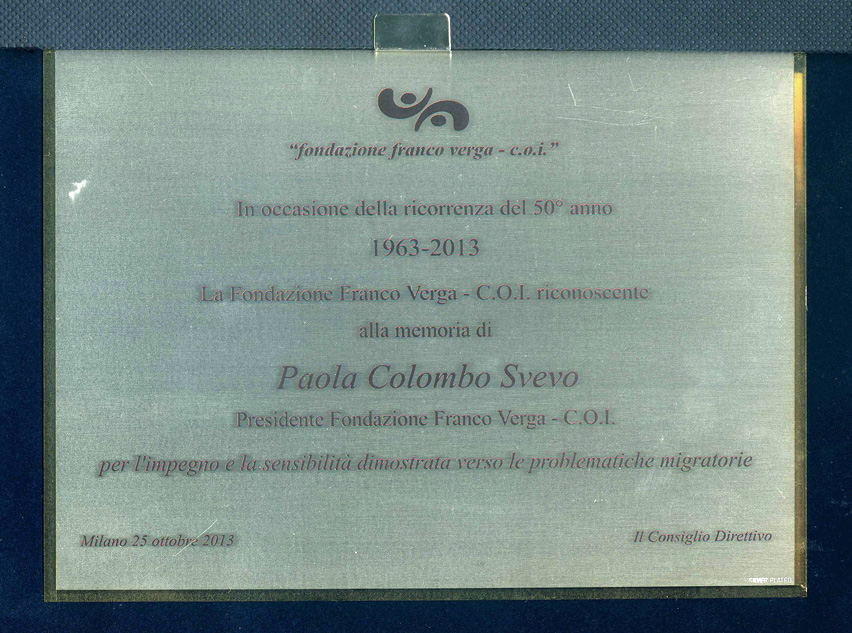 “fondazione franco verga - c.o.i.”
In occasione della ricorrenza del 50° anno
1963-2013
La Fondazione Franco Verga - C.O.I. riconoscente
alla memoria di
Paola Colombo Svevo
Presidente Fondazione Franco Verga - C.O.I.
per l'impegno e la sensibilità dimostrata verso le problematiche migratorie
Milano 25 ottobre 2013
Il Consiglio Direttivo
SILVER PLATED